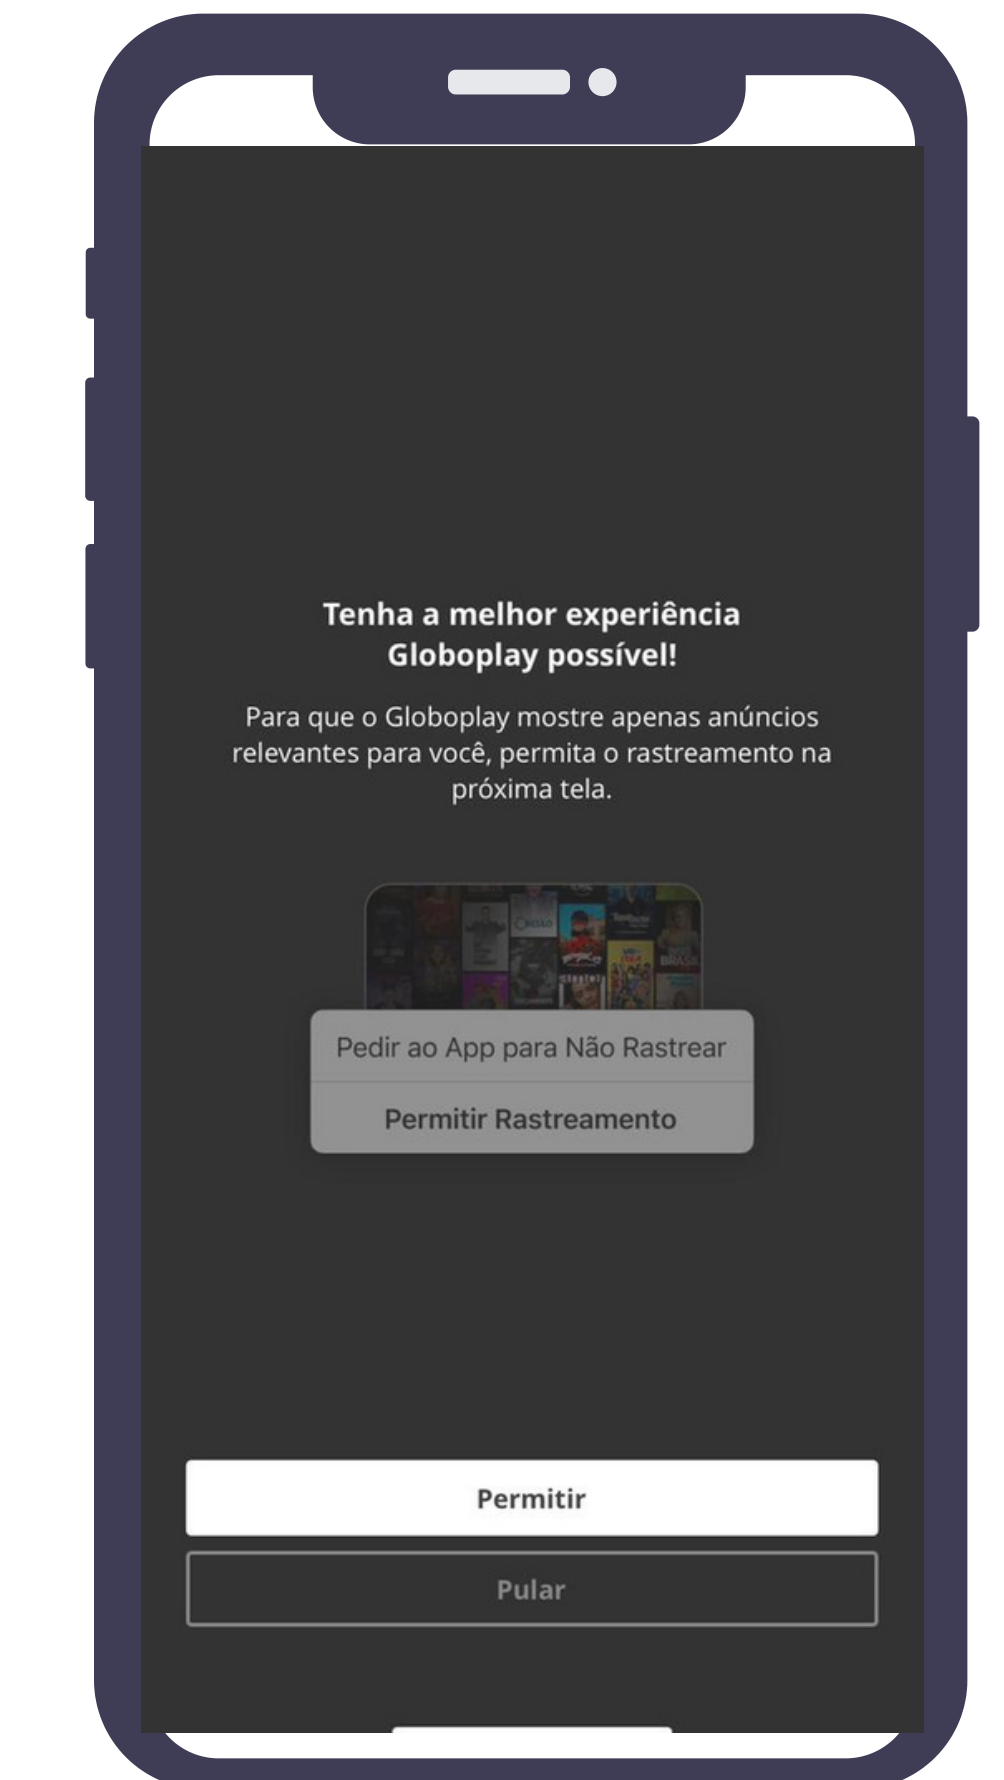 Tenha a melhor experiência
Globoplay possível!
Para que o Globoplay mostre apenas anúncios
relevantes para você, permita o rastreamento na
próxima tela.
Pedir ao App para Não Rastrear
Permitir Rastreamento
Permitir
Pular